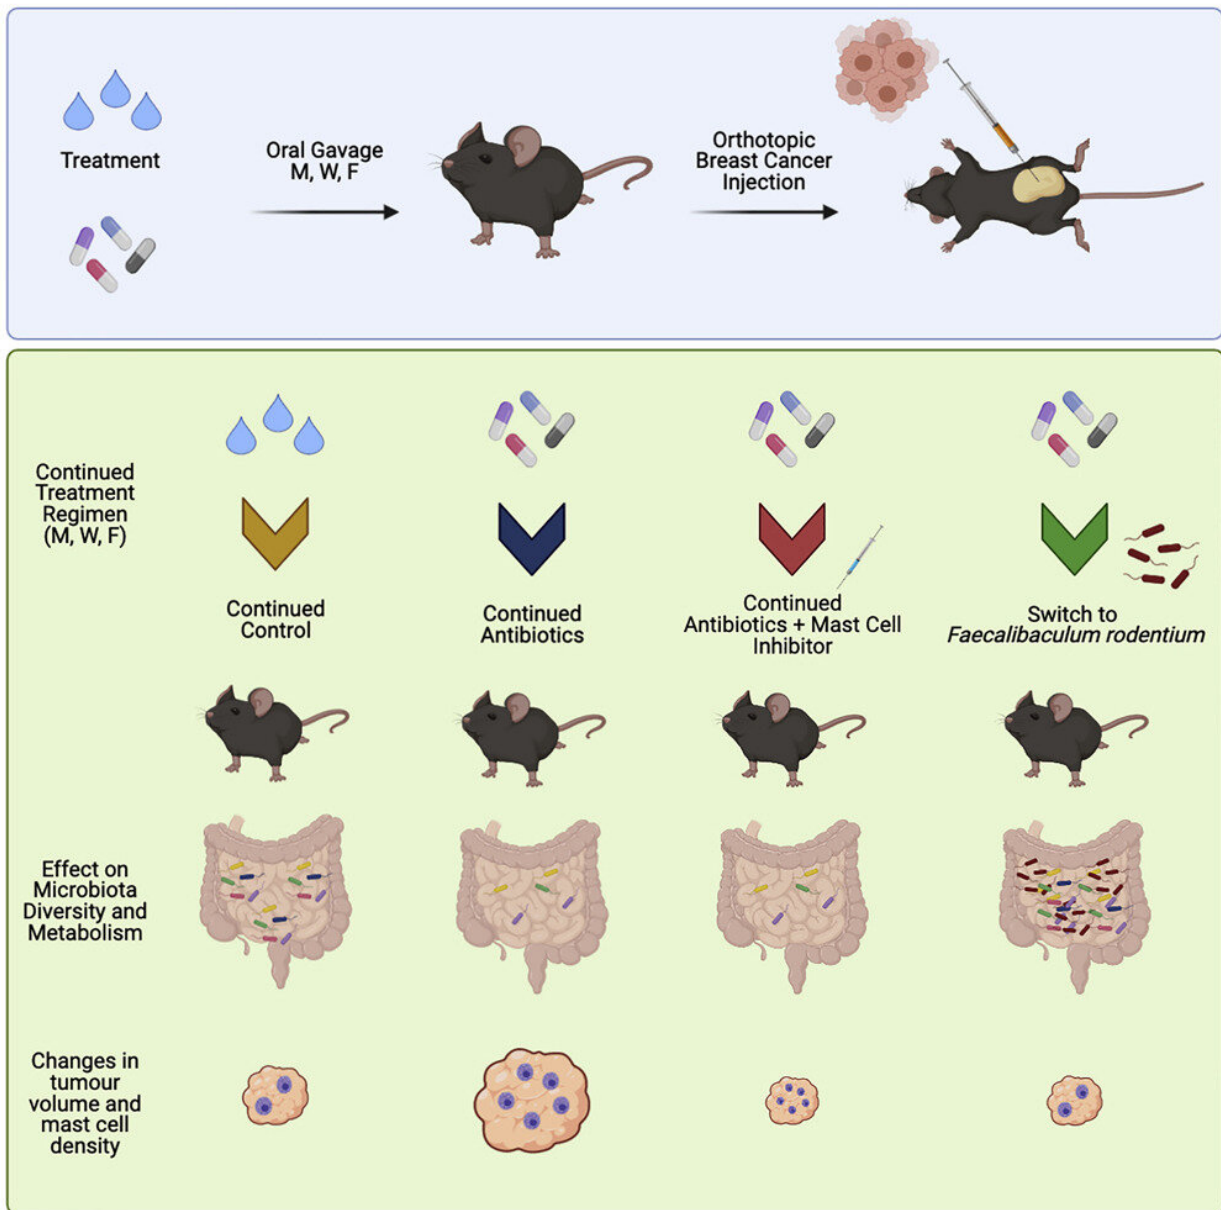 Treatment
Oral Gavage
M, W, F
Orthotopic
Breast Cancer
Injection
Continued
Treatment
Regimen
(M, W, F)
Continued
Control
Continued
Antibiotics
Continued
Antibiotics + Mast Cell
Inhibitor
Switch to
Faecalibaculum rodentium
Effect on
Microbiota
Diversity and
Metabolism
Changes in
tumour
volume and
mast cell
density